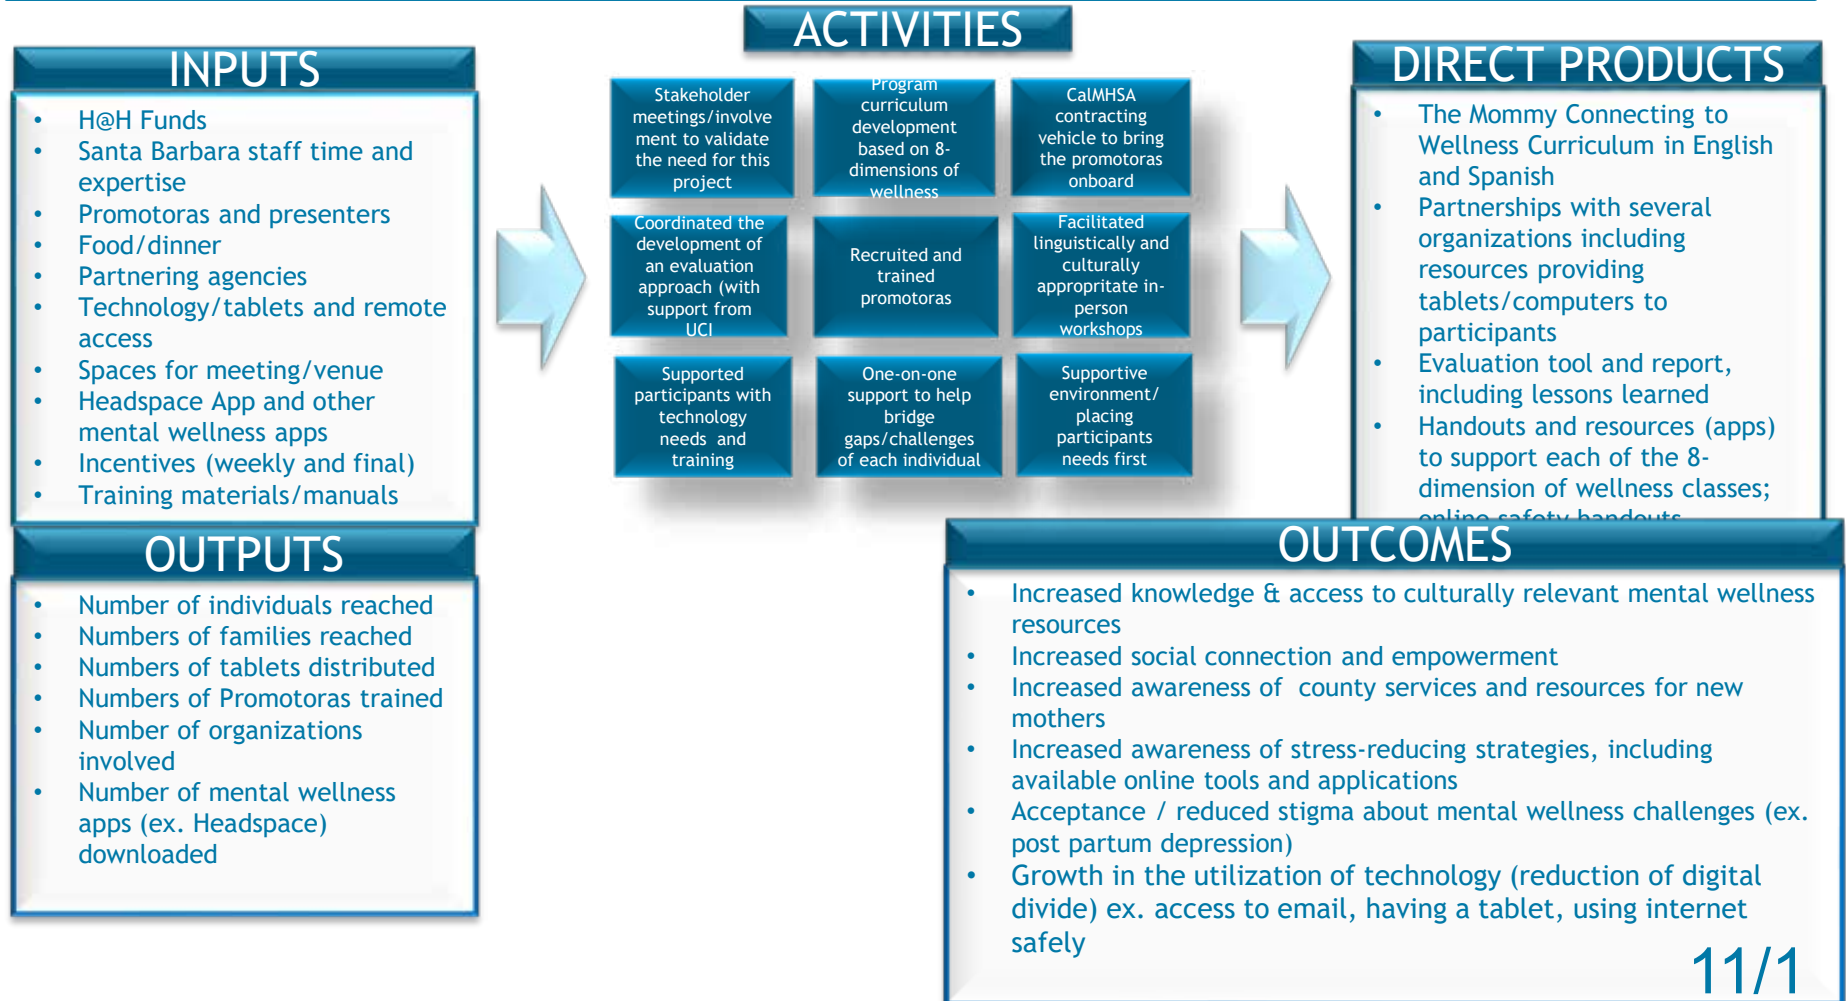 ACTIVITIES
INPUTS
• H@H Funds
• Santa Barbara staff time and
expertise
• Promotoras and presenters
• Food/dinner
• Partnering agencies
• Technology/tablets and remote
access
• Spaces for meeting/venue
• Headspace App and other
mental wellness apps
• Incentives (weekly and final)
• Training materials/manuals
OUTPUTS
• Number of individuals reached
• Numbers of families reached
• Numbers of tablets distributed
• Numbers of Promotoras trained
• Number of organizations
involved
• Number of mental wellness
apps (ex. Headspace)
downloaded
Stakeholder
meetings/involve
ment to validate
the need for this
project
Program
curriculum
development
based on 8-
dimensions of
wellness
CalMHSA
contracting
vehicle to bring
the promotoras
onboard
Coordinated the
development of
an evaluation
approach (with
support from
UCI
Recruited and
trained
promotoras
Facilitated
linguistically and
culturally
appropritate in-
person
workshops
Supported
participants with
technology
needs and
training
One-on-one
support to help
bridge
gaps/challenges
of each individual
Supportive
environment/
placing
participants
needs first
DIRECT PRODUCTS
• The Mommy Connecting to
Wellness Curriculum in English
and Spanish
• Partnerships with several
organizations including
resources providing
tablets/computers to
participants
• Evaluation tool and report,
including lessons learned
• Handouts and resources (apps)
to support each of the 8-
dimension of wellness classes;
online safety handouts
OUTCOMES
• Increased knowledge & access to culturally relevant mental wellness
resources
• Increased social connection and empowerment
• Increased awareness of county services and resources for new
mothers
• Increased awareness of stress-reducing strategies, including
available online tools and applications
• Acceptance / reduced stigma about mental wellness challenges (ex.
post partum depression)
• Growth in the utilization of technology (reduction of digital
divide) ex. access to email, having a tablet, using internet
safely
11/1